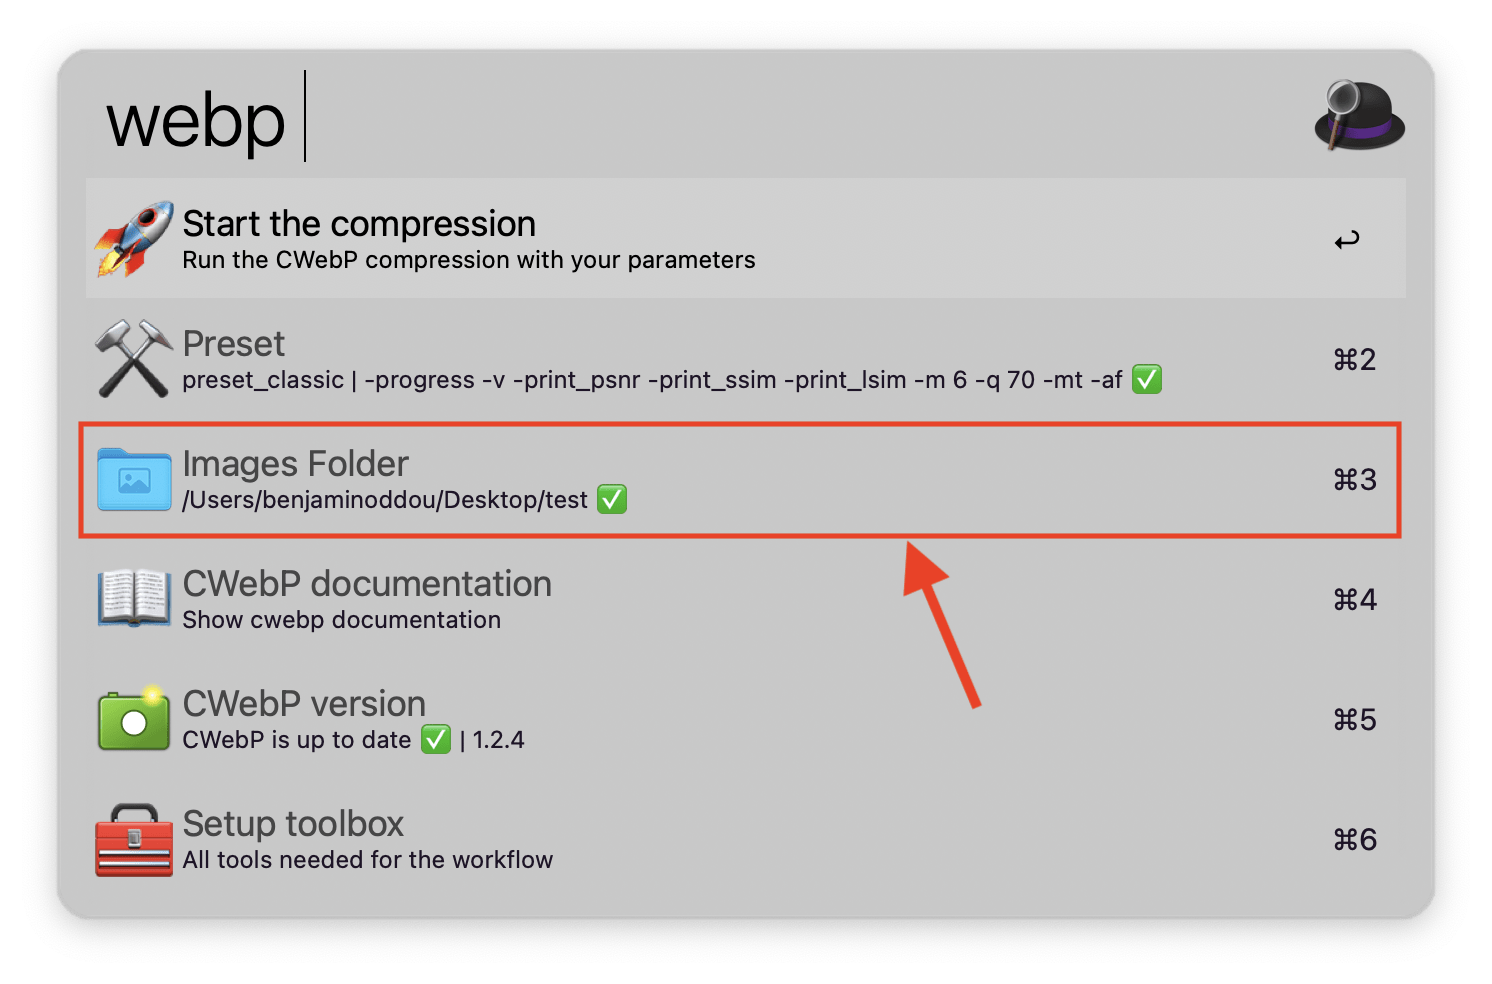 webp
Start the compression
Run the CWebP compression with your parameters
↩
Preset
preset_classic | -progress -v -print_psnr -print_ssim -print_lsim -m 6 -q 70 -mt -af ✅
⌘2
Images Folder
/Users/benjaminoddou/Desktop/test ✅
⌘3
CWebP documentation
Show cwebp documentation
⌘4
CWebP version
CWebP is up to date ✅ | 1.2.4
⌘5
Setup toolbox
All tools needed for the workflow
⌘6